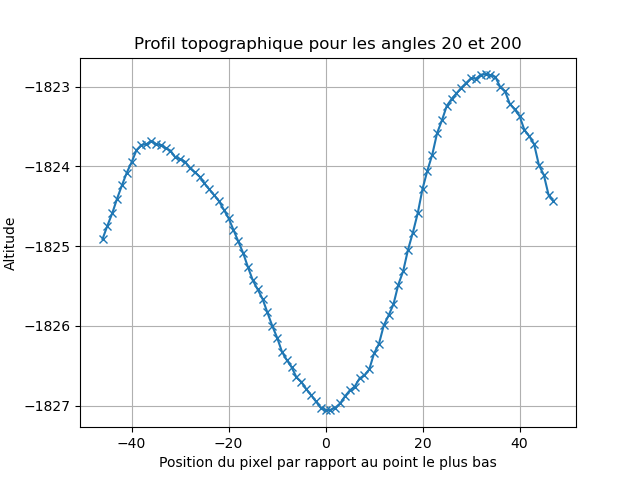 Profil topographique pour les angles 20 et 200
Altitude
−1823
−1824
−1825
−1826
−1827
−40 −20 0 20 40
Position du pixel par rapport au point le plus bas